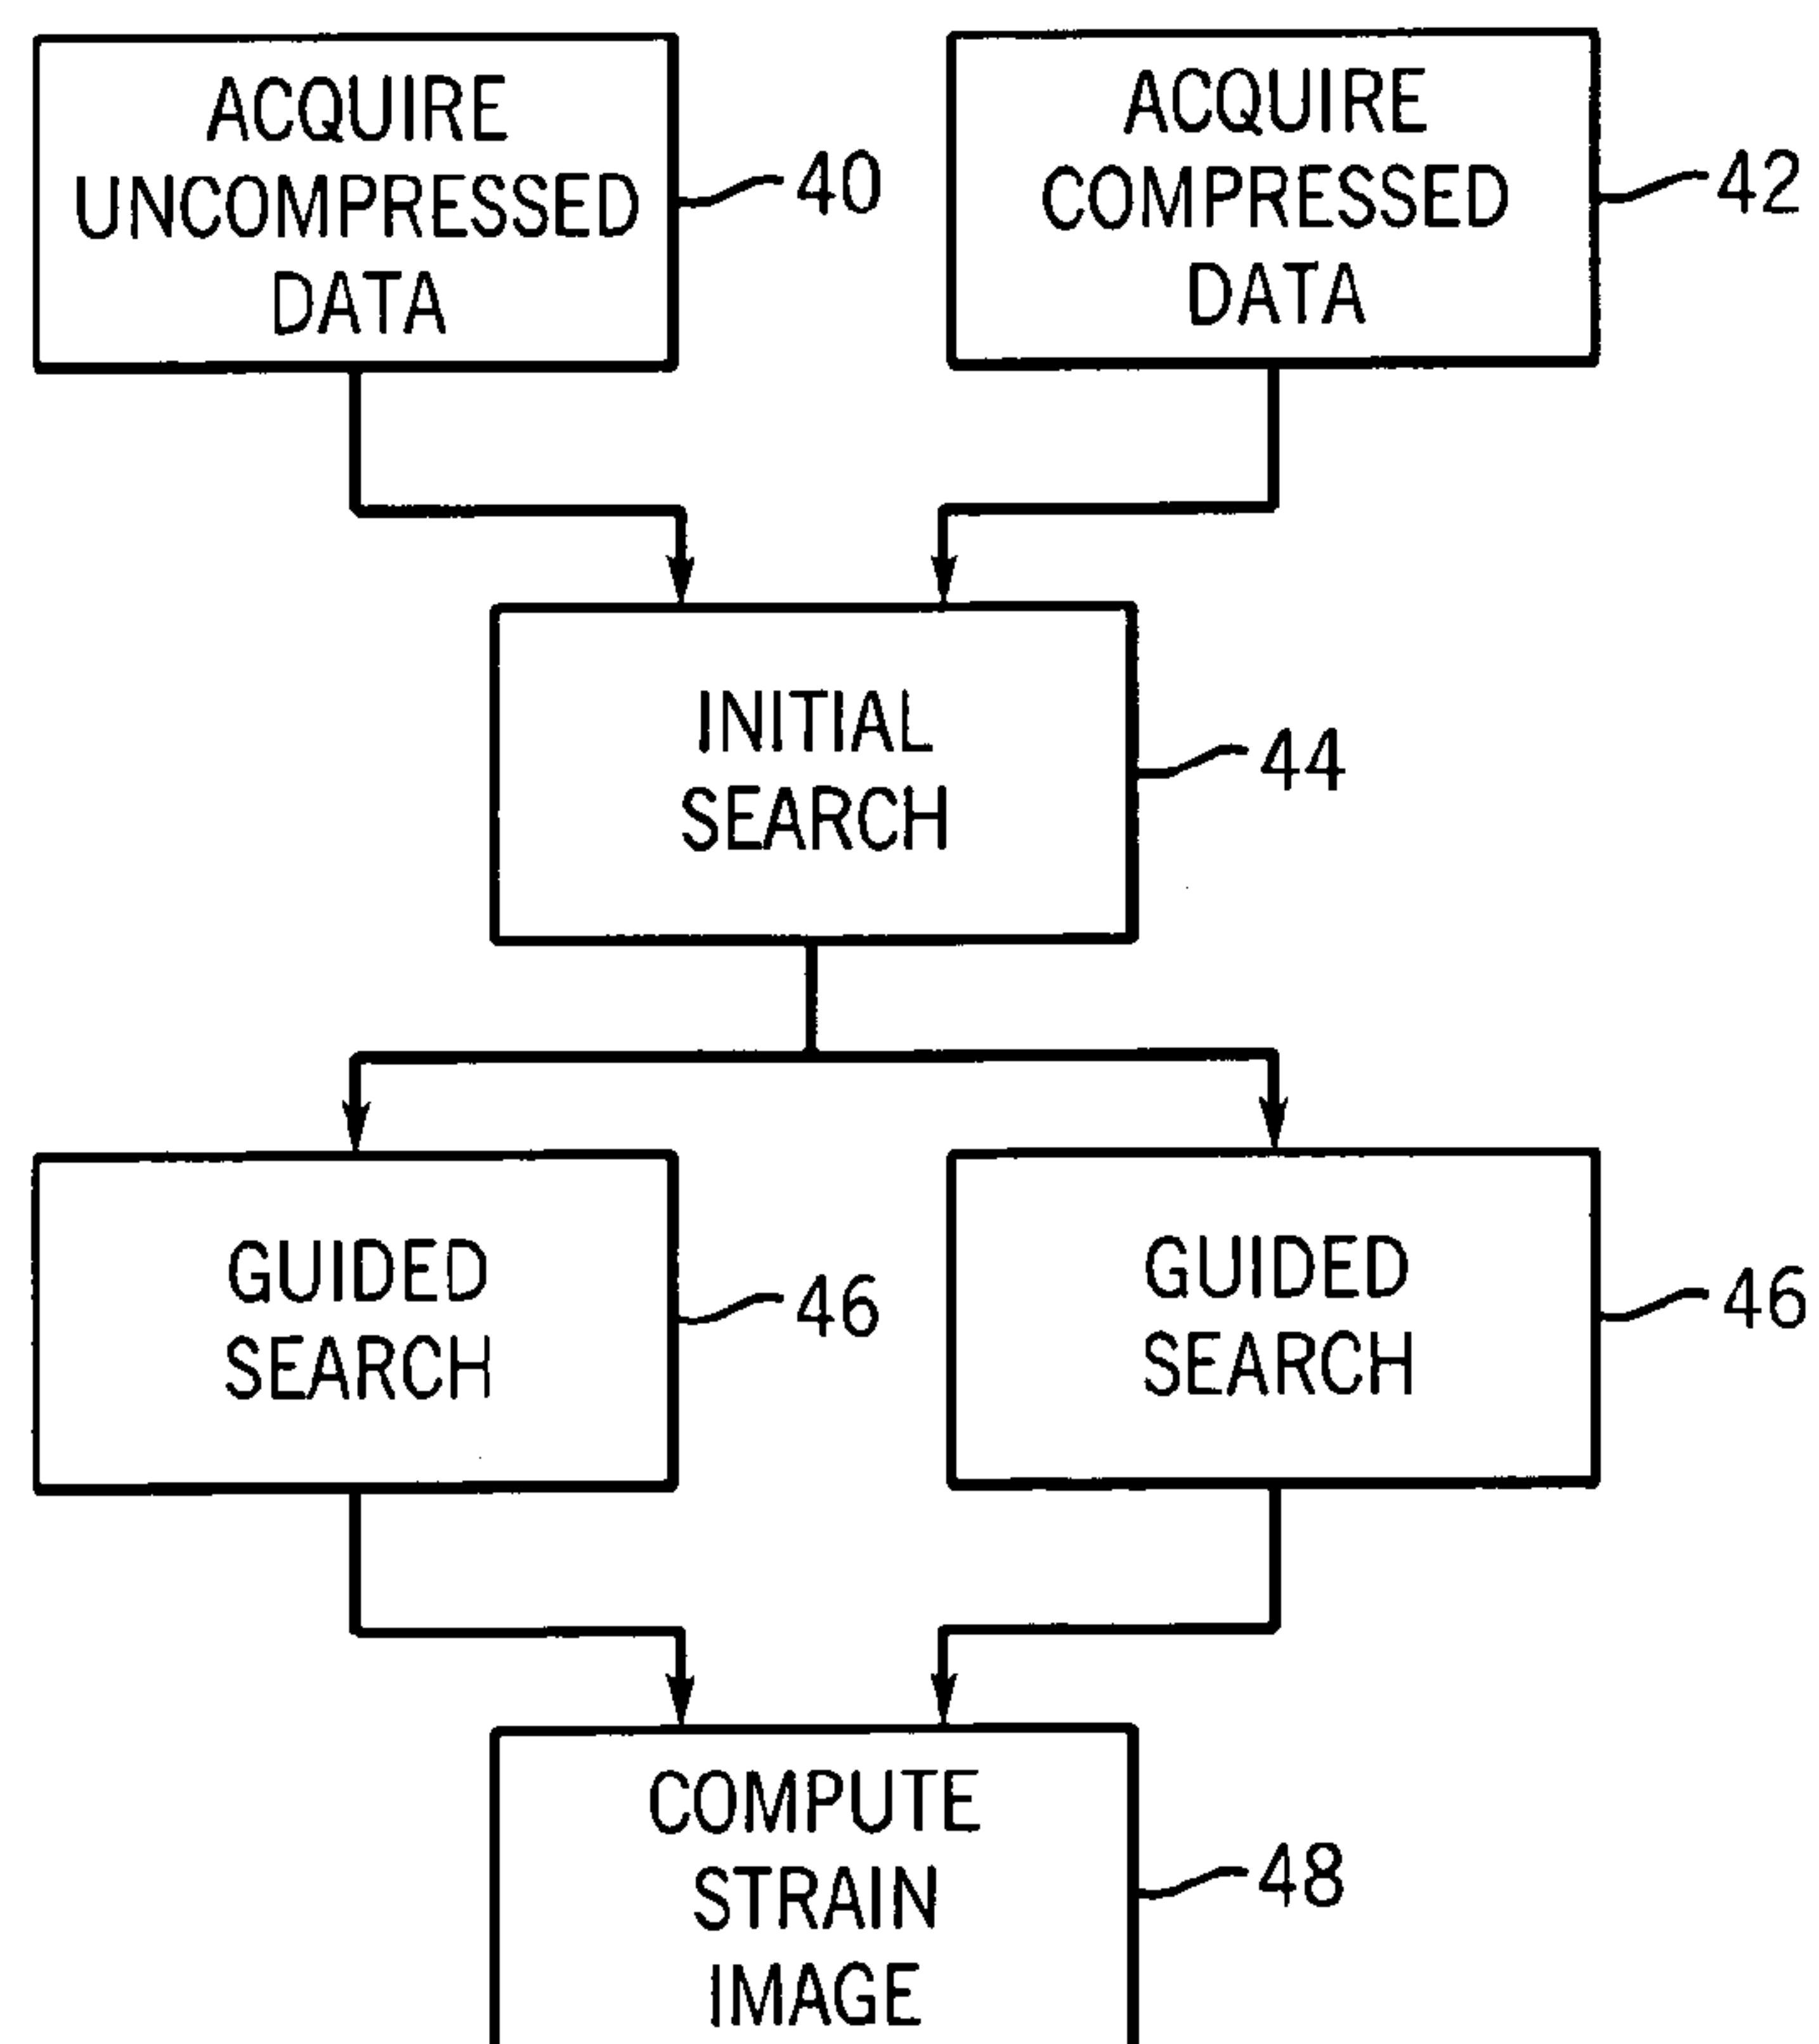 ACQUIRE
UNCOMPRESSED
DATA
40
ACQUIRE
COMPRESSED
DATA
42
INITIAL
SEARCH
44
GUIDED
SEARCH
46
GUIDED
SEARCH
46
COMPUTE
STRAIN
IMAGE
48